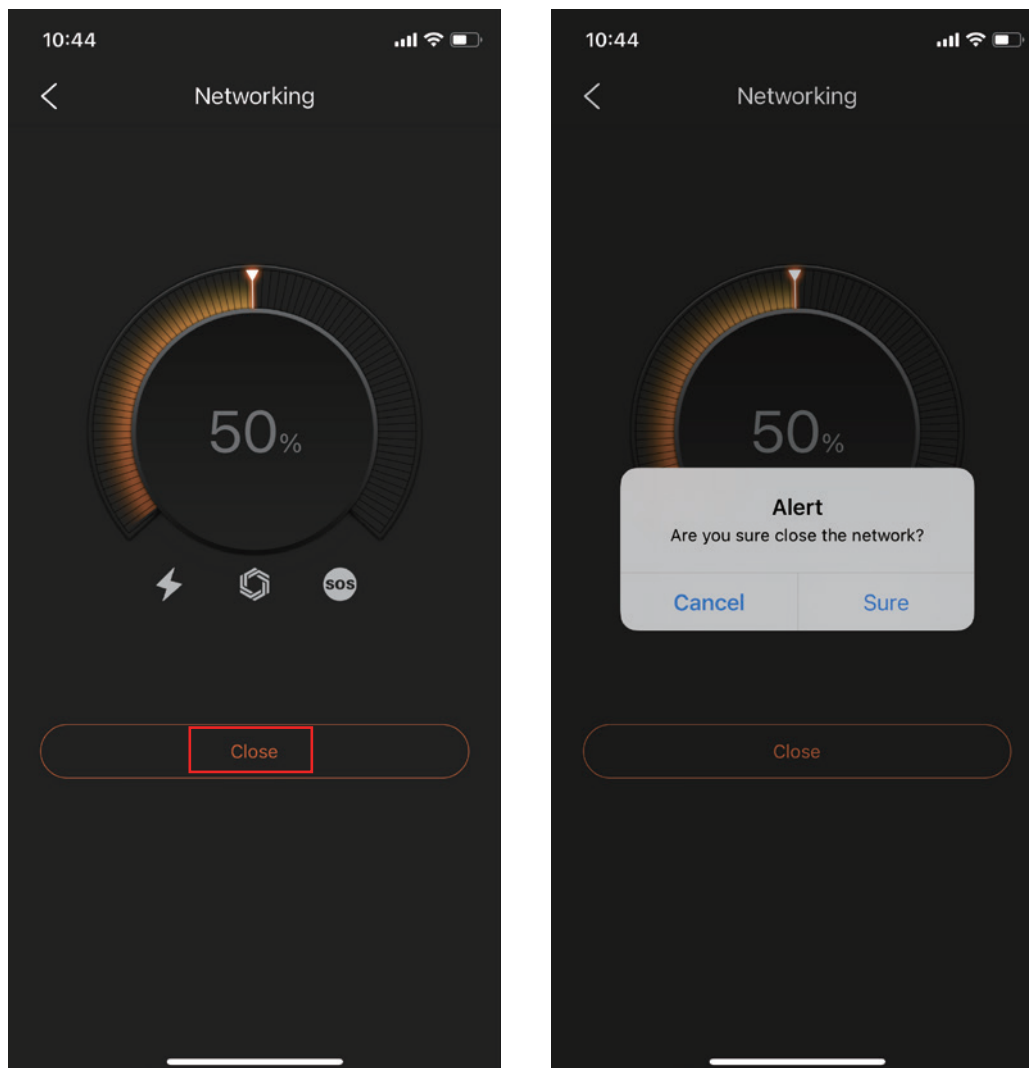 10:44
Networking
50%
SOS
Close
10:44
Networking
50%
Alert
Are you sure close the network?
Cancel
Sure
Close